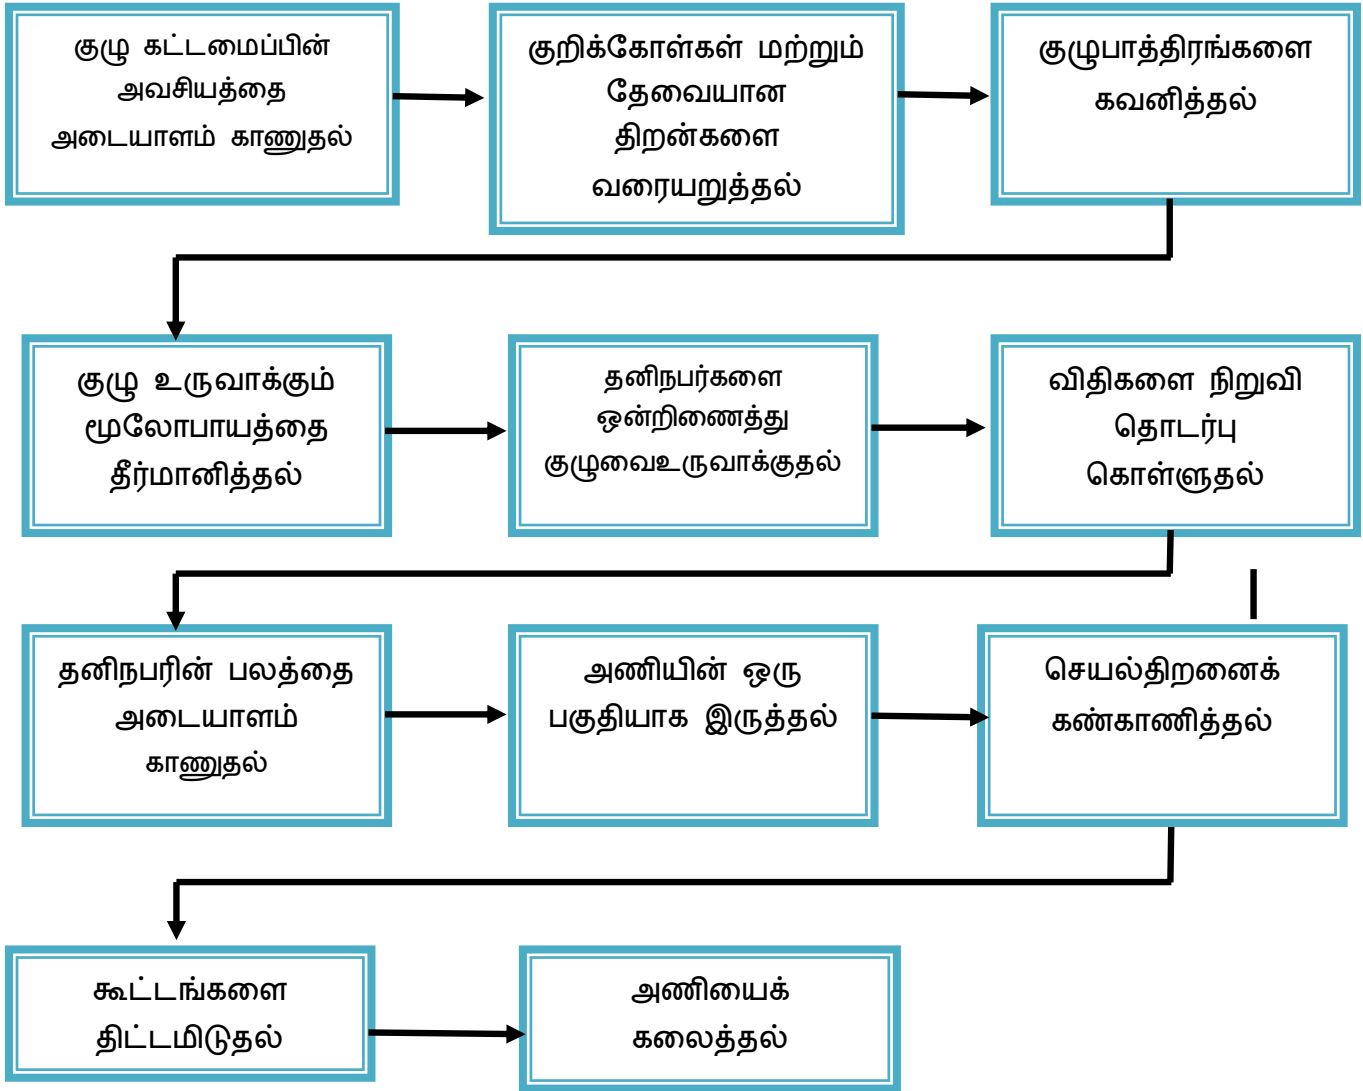 குழு கட்டமைப்பின்
அவசியத்தை
அடையாளம் காணுதல்
குறிக்கோள்கள் மற்றும்
தேவையான
திறன்களை
வரையறுத்தல்
குழுபாத்திரங்களை
கவனித்தல்
குழு உருவாக்கும்
மூலோபாயத்தை
தீர்மானித்தல்
தனிநபர்களை
ஒன்றிணைத்து
குழுவைஉருவாக்குதல்
விதிகளை நிறுவி
தொடர்பு
கொள்ளுதல்
தனிநபரின் பலத்தை
அடையாளம்
காணுதல்
அணியின் ஒரு
பகுதியாக இருத்தல்
செயல்திறனைக்
கண்காணித்தல்
கூட்டங்களை
திட்டமிடுதல்
அணியைக்
கலைத்தல்